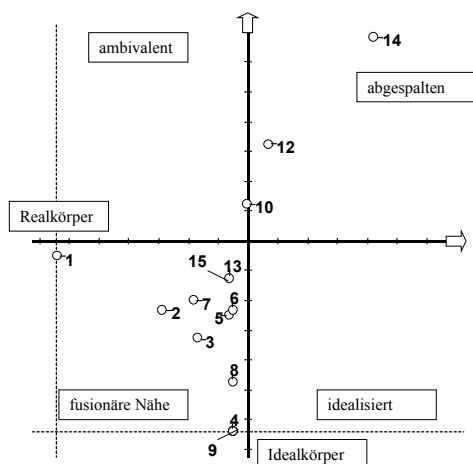 14
ambivalent
abgespalten
12
10
Realkörper
1
15 13
7 6
2 5
3
8
fusionäre Nähe idealisiert
4
9 Idealkörper